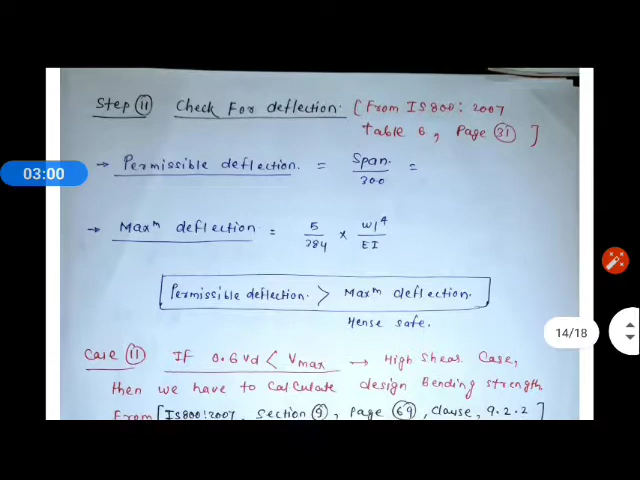 Step 11 Check For deflection. [From IS800:2007
table 6, Page 31]
→ Permissible deflection. = Span. / 300 =
03:00
→ Maxm deflection = 5/384 × wl4/EI
Permissible deflection. > Maxm deflection.
Hense safe.
14/18
Case 11 If 0.6 Vd < Vmax → High Shear Case,
then we have to calculate design Bending strength.
From [IS800:2007, Section 9, page 69, clause, 9.2.2]